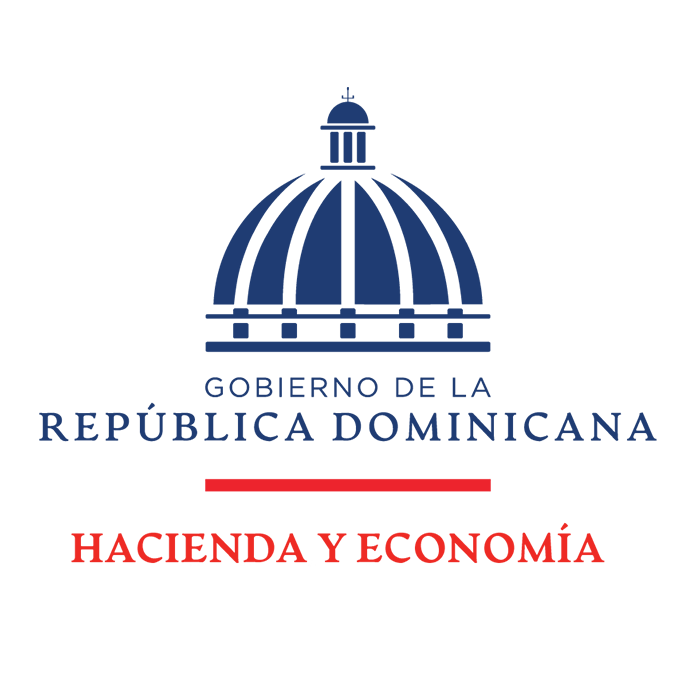 GOBIERNO DE LA
REPÚBLICA DOMINICANA
HACIENDA Y ECONOMÍA